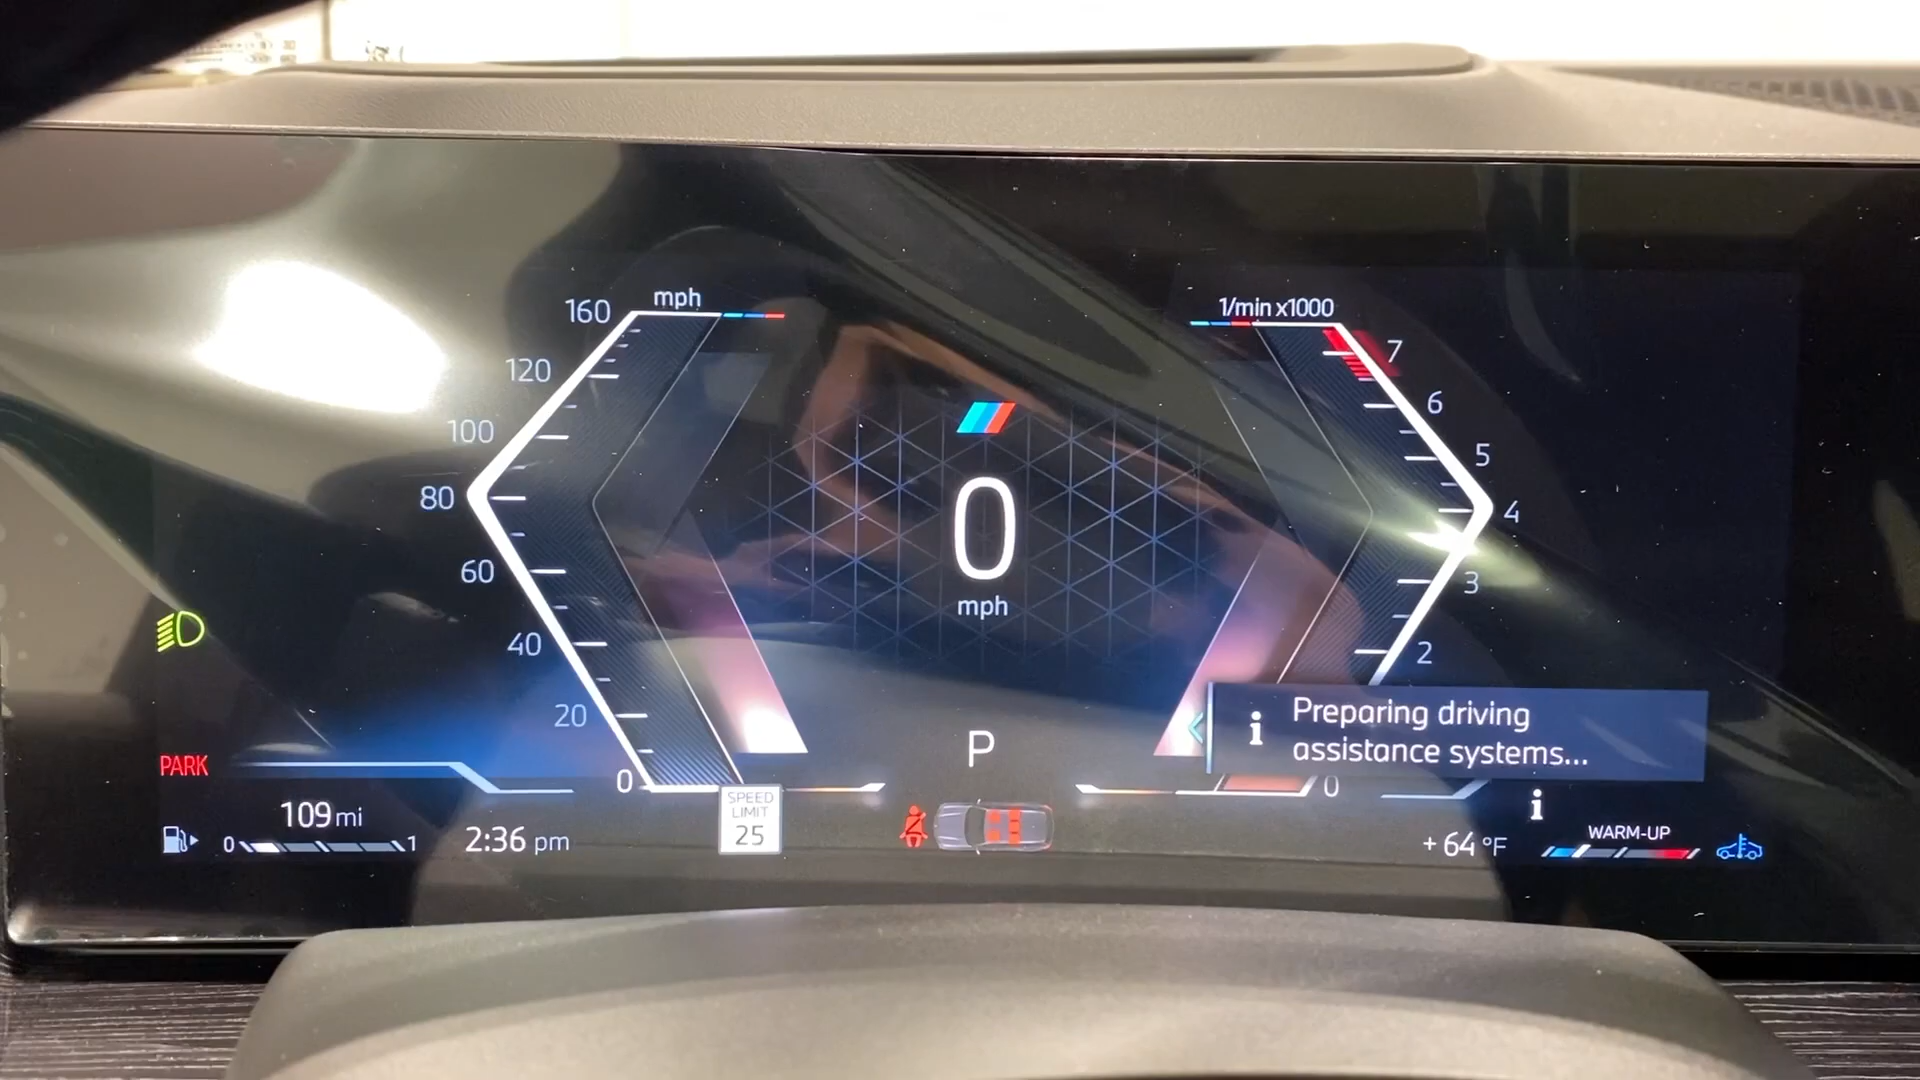 mph
160
120
100
80
60
40
20
0
1/min x1000
7
6
5
4
3
2
0
0
mph
P
Preparing driving
assistance systems...
PARK
109 mi
0 1
2:36 pm
SPEED
LIMIT
25
+64 °F
WARM-UP